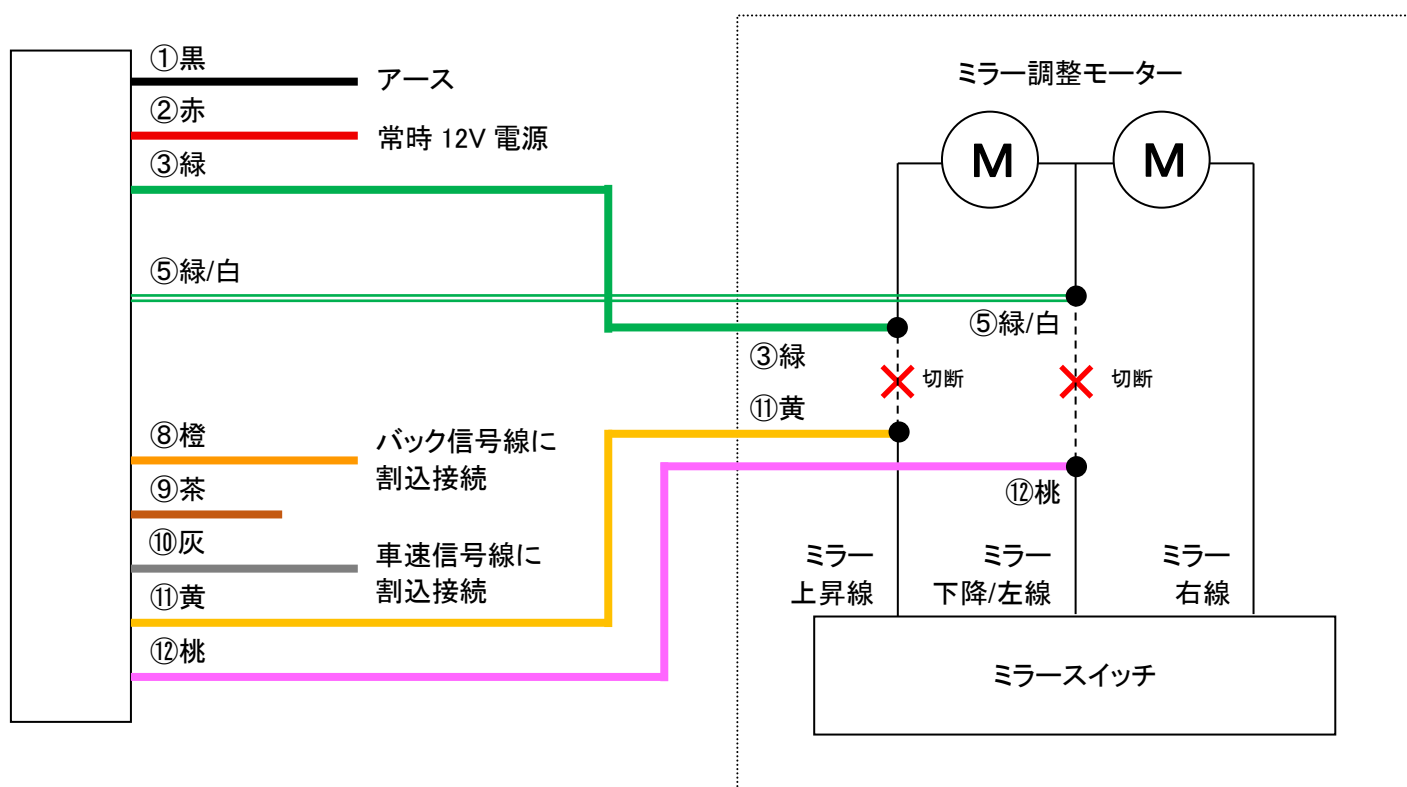 ①黒
アース
②赤
常時 12V 電源
③緑
⑤緑/白
⑧橙
バック信号線に
割込接続
⑨茶
⑩灰
車速信号線に
割込接続
⑪黄
⑫桃
ミラー調整モーター
M
M
⑤緑/白
③緑
切断
切断
⑪黄
⑫桃
ミラー
上昇線
ミラー
下降/左線
ミラー
右線
ミラースイッチ